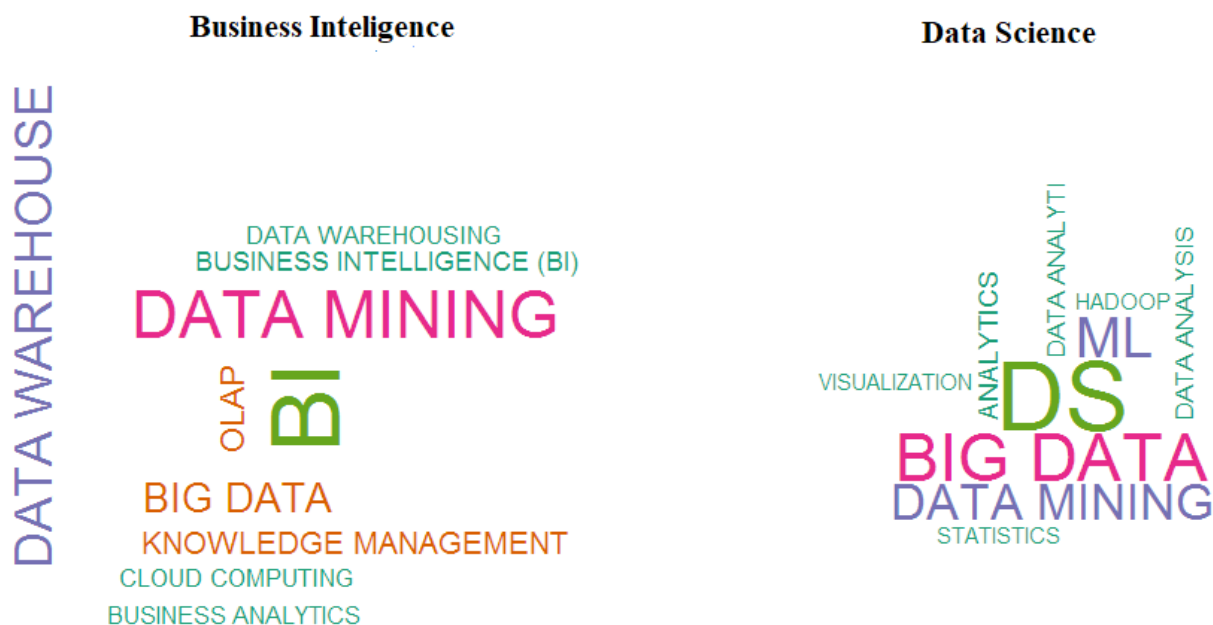 Business Inteligence
DATA WAREHOUSE
DATA WAREHOUSING
BUSINESS INTELLIGENCE (BI)
DATA MINING
OLAP
BI
BIG DATA
KNOWLEDGE MANAGEMENT
CLOUD COMPUTING
BUSINESS ANALYTICS
Data Science
DATA ANALYTI
DATA ANALYSIS
ANALYTICS
HADOOP
ML
VISUALIZATION
DS
BIG DATA
DATA MINING
STATISTICS